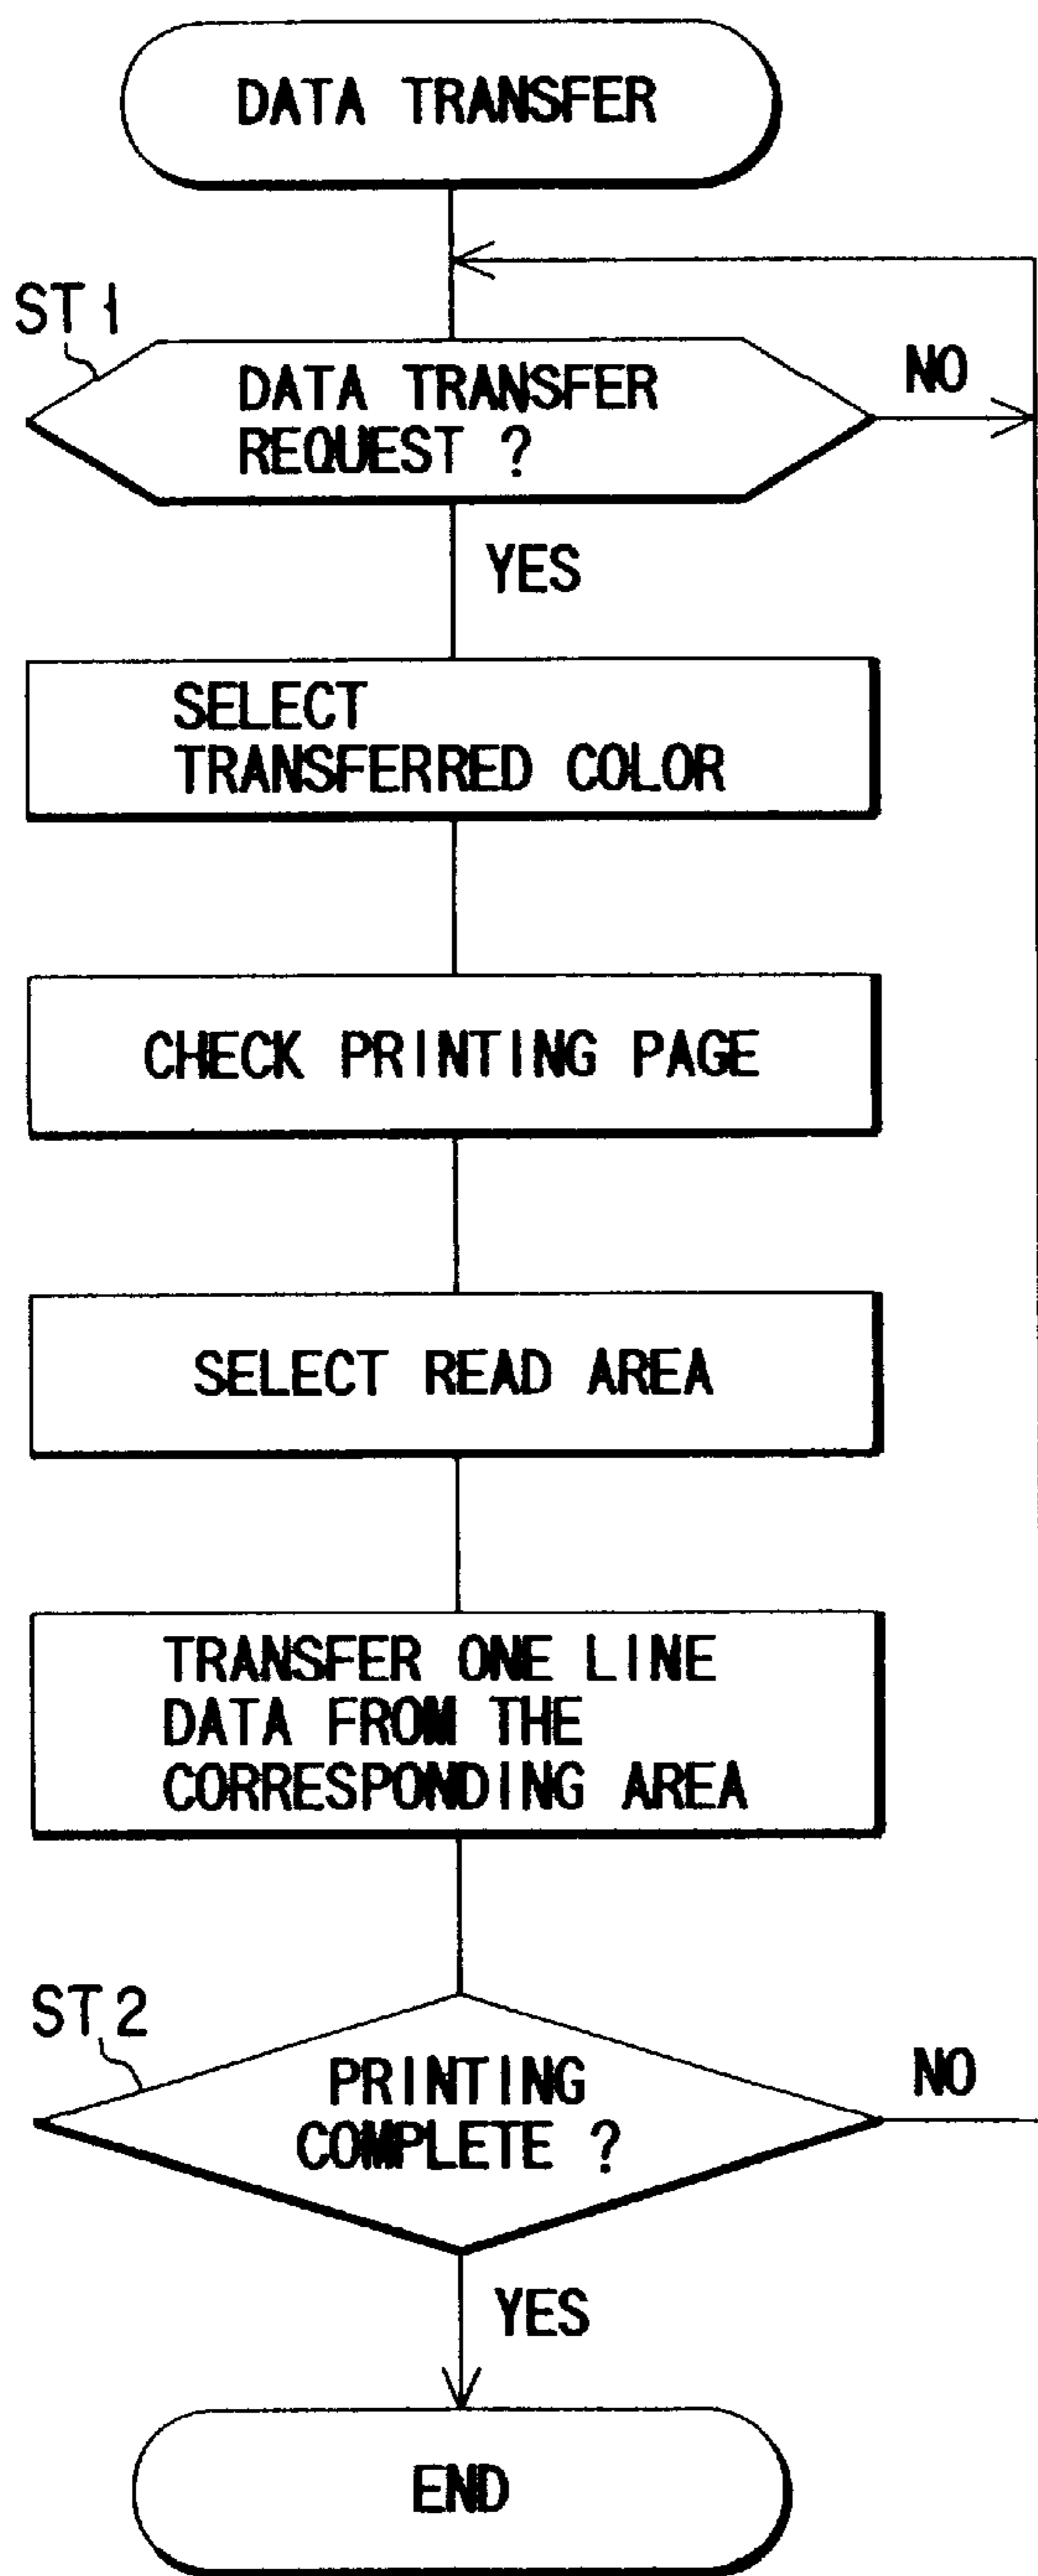 DATA TRANSFER
ST1
DATA TRANSFER
REQUEST ?
NO
YES
SELECT
TRANSFERRED COLOR
CHECK PRINTING PAGE
SELECT READ AREA
TRANSFER ONE LINE
DATA FROM THE
CORRESPONDING AREA
ST2
PRINTING
COMPLETE ?
NO
YES
END